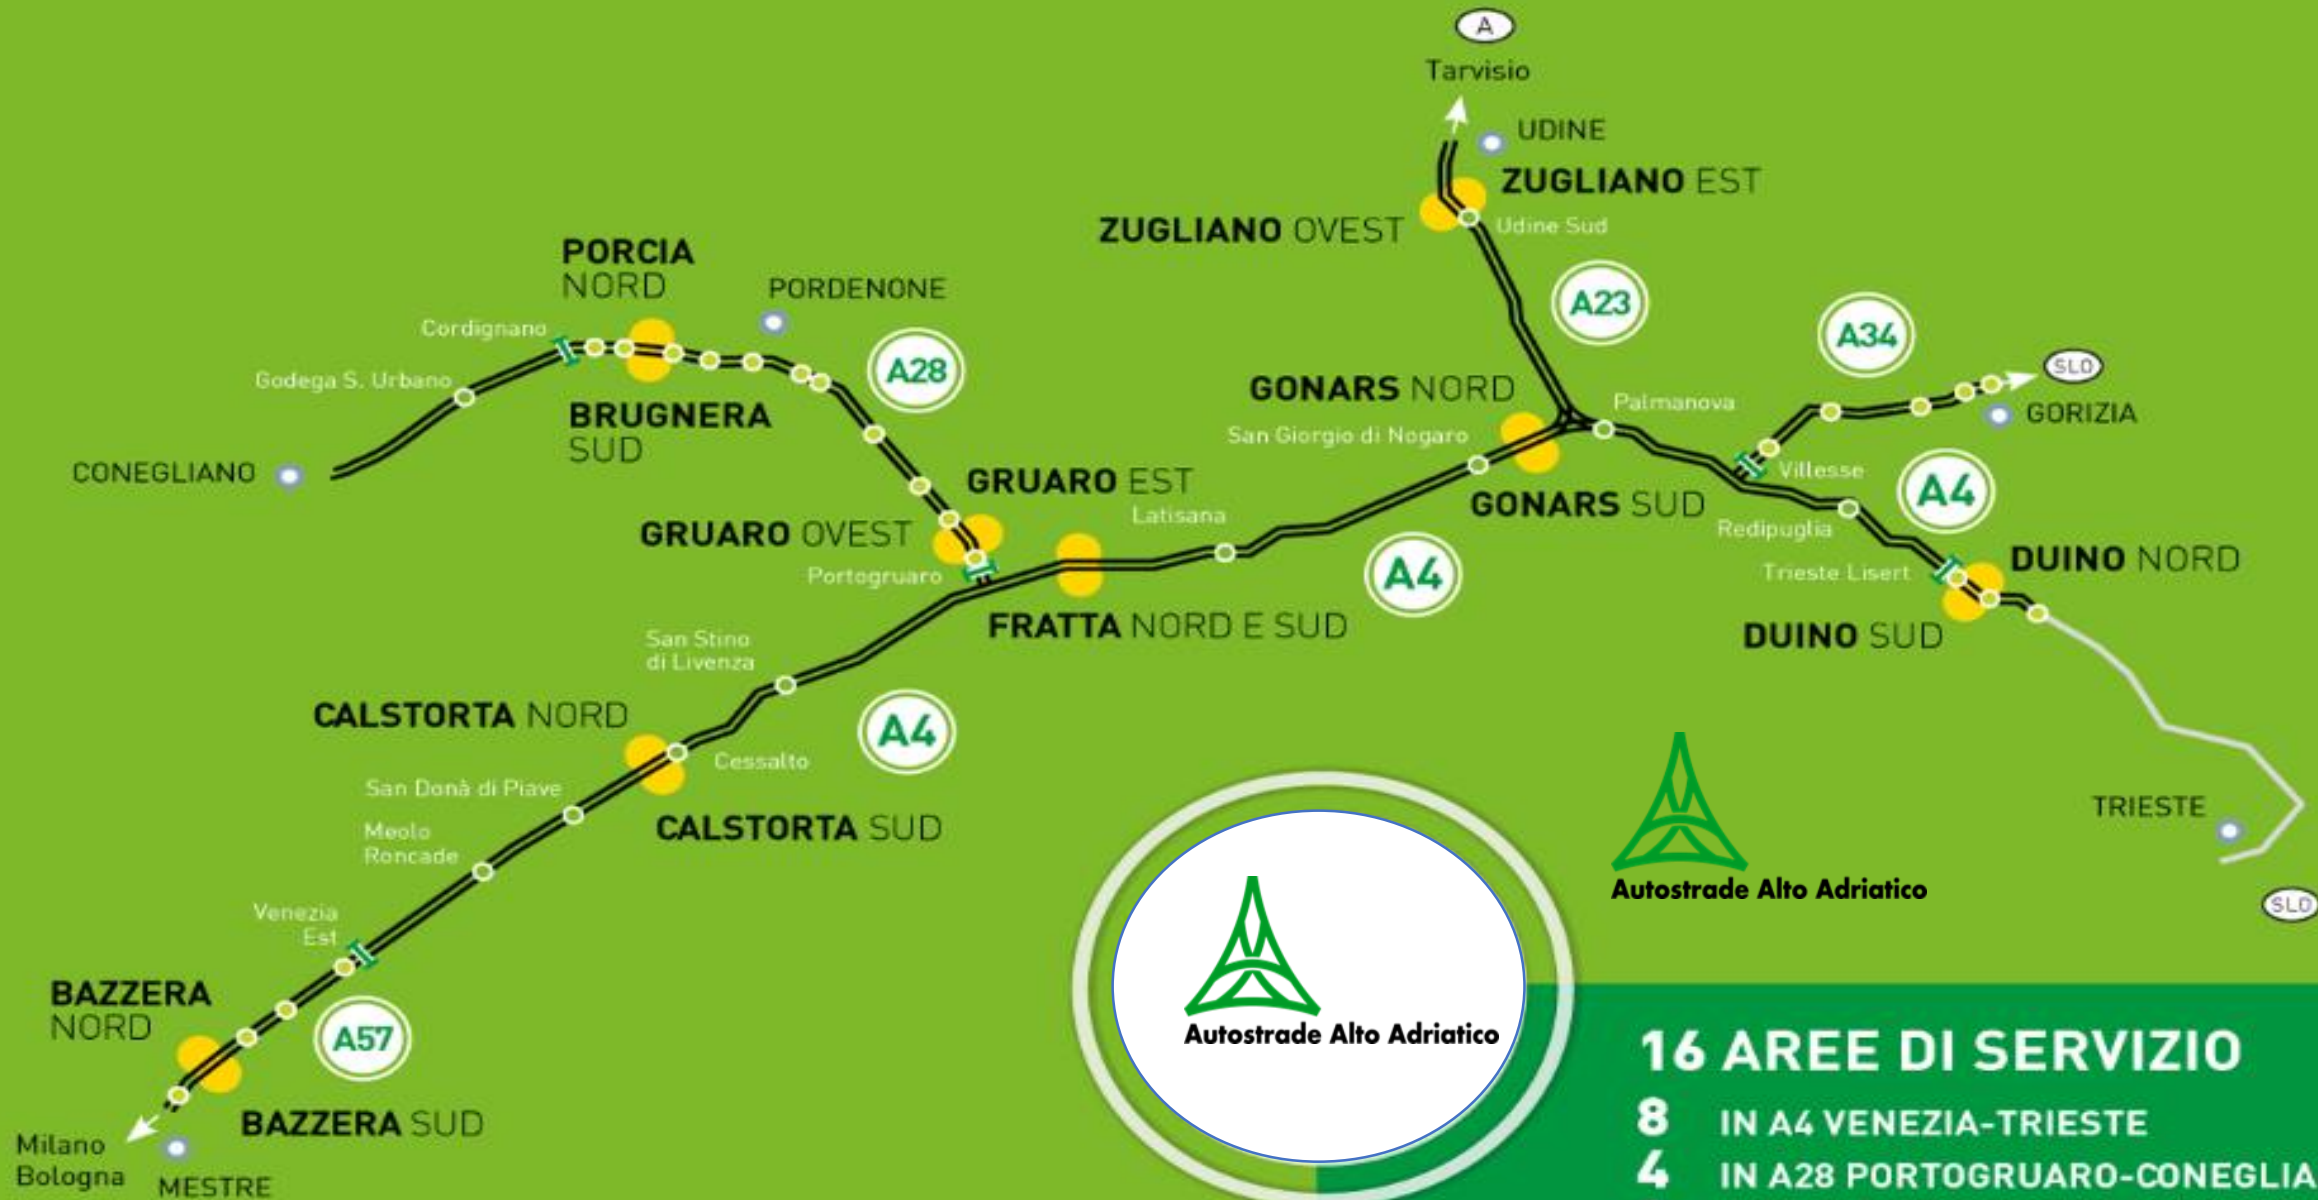 A
Tarvisio
UDINE
ZUGLIANO EST
ZUGLIANO OVEST
Udine Sud
PORCIA
NORD
PORDENONE
A23
A34
Cordignano
A28
SLO
Godega S. Urbano
GONARS NORD
Palmanova
GORIZIA
BRUGNERA
SUD
San Giorgio di Nogaro
CONEGLIANO
GRUARO EST
Villesse
A4
GONARS SUD
Latisana
Redipuglia
GRUARO OVEST
DUINO NORD
Portogruaro
A4
Trieste Lisert
FRATTA NORD E SUD
DUINO SUD
San Stino
di Livenza
CALSTORTA NORD
A4
Cessalto
San Donà di Piave
TRIESTE
CALSTORTA SUD
Meolo
Roncade
Autostrade Alto Adriatico
SLO
Venezia
Est
BAZZERA
NORD
A57
Autostrade Alto Adriatico
16 AREE DI SERVIZIO
BAZZERA SUD
8 IN A4 VENEZIA-TRIESTE
Milano
Bologna
MESTRE
4 IN A28 PORTOGRUARO-CONEGLIA